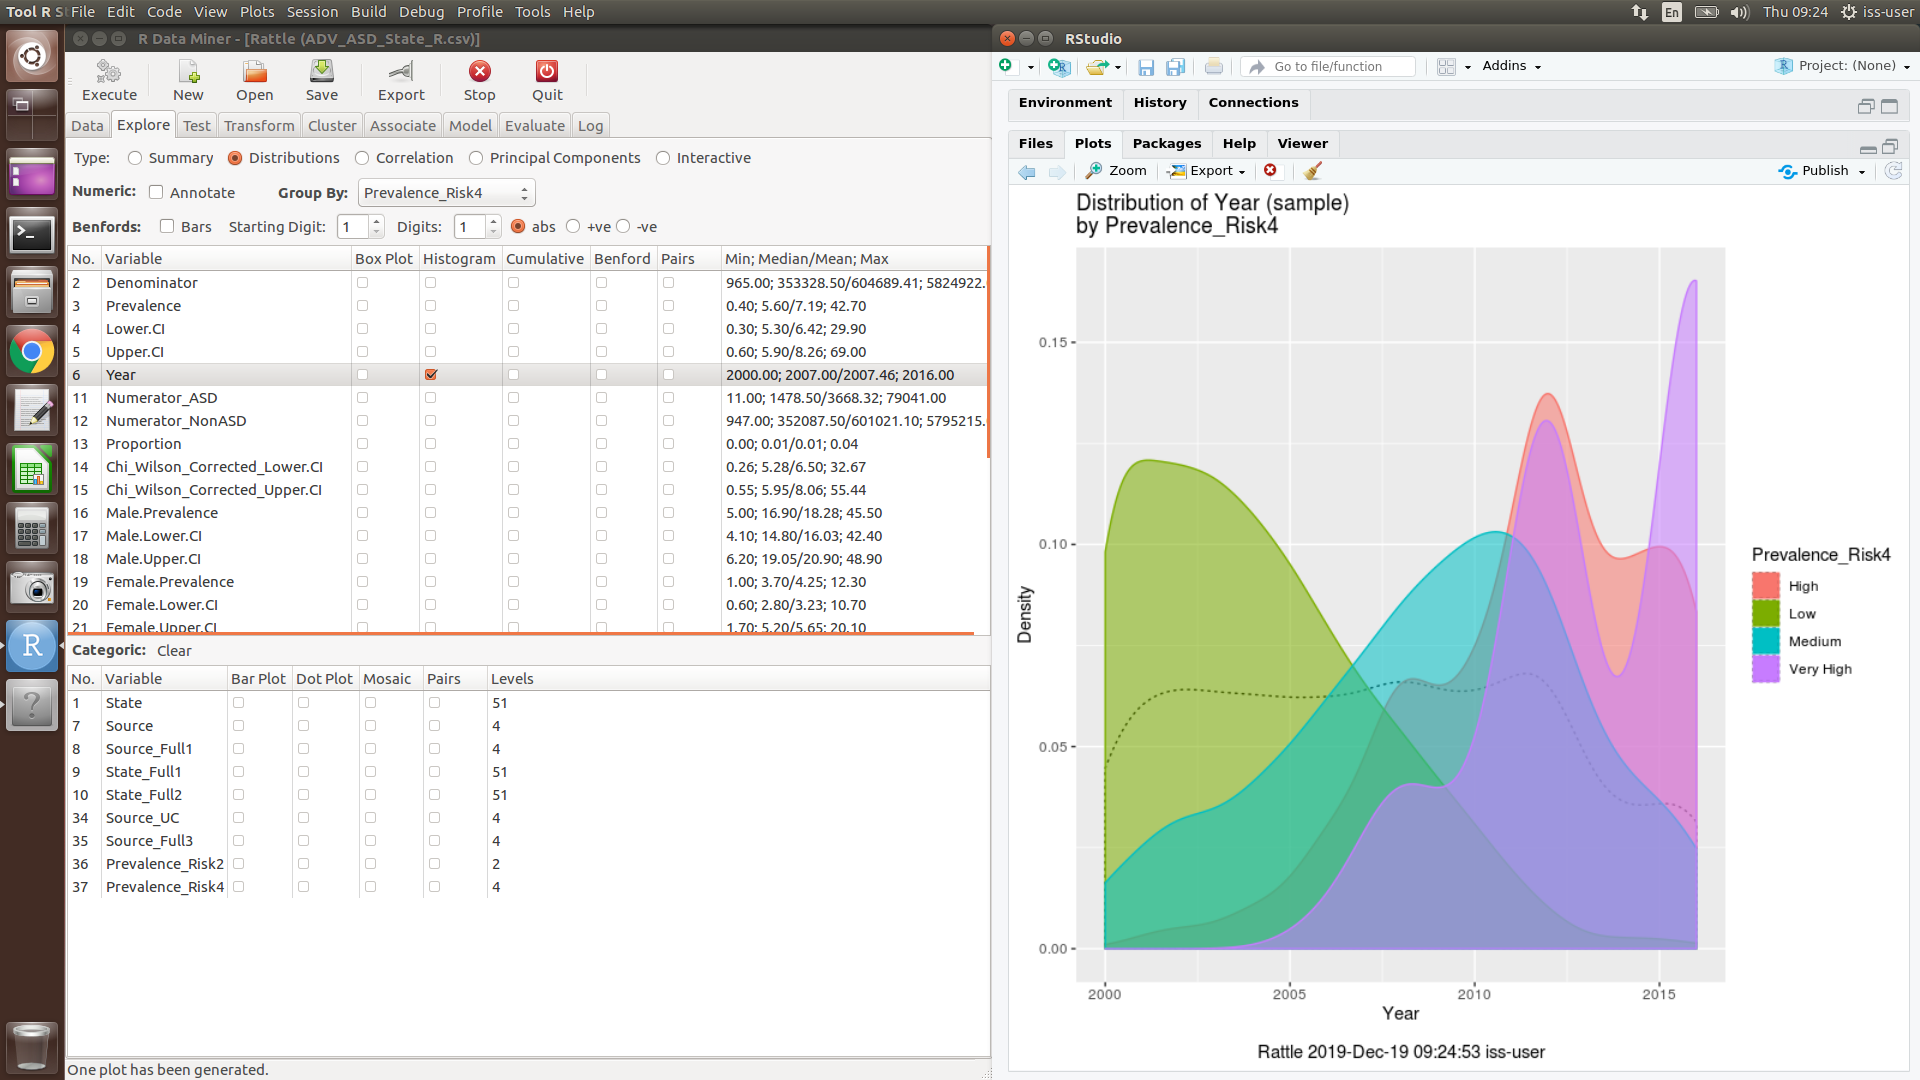 Tool R St File Edit Code View Plots Session Build Debug Profile Tools Help En Thu 09:24 iss-user
R Data Miner - [Rattle (ADV_ASD_State_R.csv)]
Execute New Open Save Export Stop Quit
Data Explore Test Transform Cluster Associate Model Evaluate Log
Type: Summary Distributions Correlation Principal Components Interactive
Numeric: Annotate Group By: Prevalence_Risk4
Benfords: Bars Starting Digit: 1 Digits: 1 abs +ve -ve
No. Variable Box Plot Histogram Cumulative Benford Pairs Min; Median/Mean; Max
2 Denominator 965.00; 353328.50/604689.41; 5824922.
3 Prevalence 0.40; 5.60/7.19; 42.70
4 Lower.CI 0.30; 5.30/6.42; 29.90
5 Upper.CI 0.60; 5.90/8.26; 69.00
6 Year 2000.00; 2007.00/2007.46; 2016.00
11 Numerator_ASD 11.00; 1478.50/3668.32; 79041.00
12 Numerator_NonASD 947.00; 352087.50/601021.10; 5795215.
13 Proportion 0.00; 0.01/0.01; 0.04
14 Chi_Wilson_Corrected_Lower.CI 0.26; 5.28/6.50; 32.67
15 Chi_Wilson_Corrected_Upper.CI 0.55; 5.95/8.06; 55.44
16 Male.Prevalence 5.00; 16.90/18.28; 45.50
17 Male.Lower.CI 4.10; 14.80/16.03; 42.40
18 Male.Upper.CI 6.20; 19.05/20.90; 48.90
19 Female.Prevalence 1.00; 3.70/4.25; 12.30
20 Female.Lower.CI 0.60; 2.80/3.23; 10.70
21 Female.Upper.CI 1.70; 5.20/5.65; 20.10
Categoric: Clear
No. Variable Bar Plot Dot Plot Mosaic Pairs Levels
1 State 51
7 Source 4
8 Source_Full1 4
9 State_Full1 51
10 State_Full2 51
34 Source_UC 4
35 Source_Full3 4
36 Prevalence_Risk2 2
37 Prevalence_Risk4 4
One plot has been generated.
RStudio
Go to file/function Addins Project: (None)
Environment History Connections
Files Plots Packages Help Viewer
Zoom Export Publish
Distribution of Year (sample)
by Prevalence_Risk4
0.15
0.10
0.05
0.00
Density
2000 2005 2010 2015
Year
Prevalence_Risk4
High
Low
Medium
Very High
Rattle 2019-Dec-19 09:24:53 iss-user